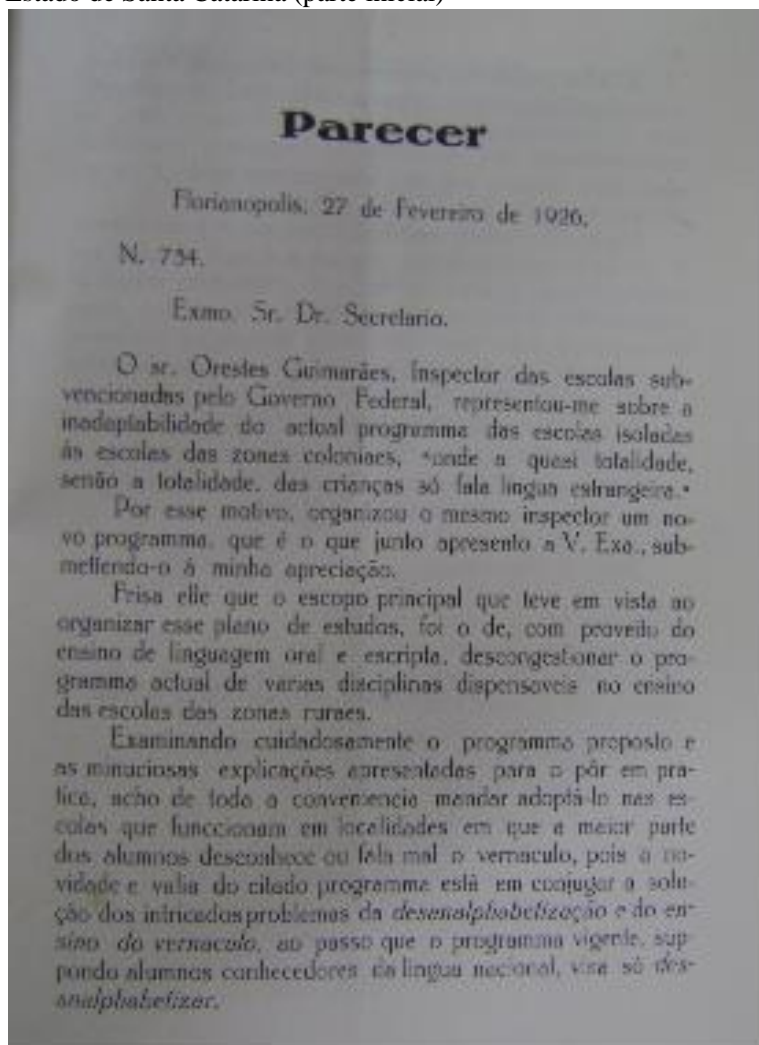 Estado de Santa Catarina (parte inicial)
Parecer
Florianopolis, 27 de Fevereiro de 1926.
N. 734.
Exmo. Sr. Dr. Secretario.
O sr. Orestes Guimarães, inspector das escolas sub-
vencionadas pelo Governo Federal, representou-me sobre a
inadaptabilidade do actual programma das escolas isoladas
ás escolas das zonas coloniaes, "onde a quasi totalidade,
senão a totalidade, das crianças só fala lingua estrangeira."
Por esse motivo, organizou o mesmo inspector um no-
vo programma, que é o que junto apresento a V. Exa., sub-
mettendo-o á minha apreciação.
Frisa elle que o escopo principal que teve em vista ao
organizar esse plano de estudos, foi o de, com proveito do
ensino de linguagem oral e escripta, descongestionar o pro-
gramma actual de varias disciplinas dispensaveis no ensino
das escolas das zonas ruraes.
Examinando cuidadosamente o programma proposto e
as minuciosas explicações apresentadas para o pôr em pra-
tica, acho de toda a conveniencia mandar adoptá-lo nas es-
colas que funccionam em localidades em que a maior parte
dos alumnos desconhece ou fala mal o vernaculo, pois a no-
vidade e valia do citado programma está em conjugar a solu-
ção dos intricados problemas da desanalphabetização e do en-
sino do vernaculo, ao passo que o programma vigente, sup-
pondo alumnos conhecedores da lingua nacional, visa só des-
analphabetizar.